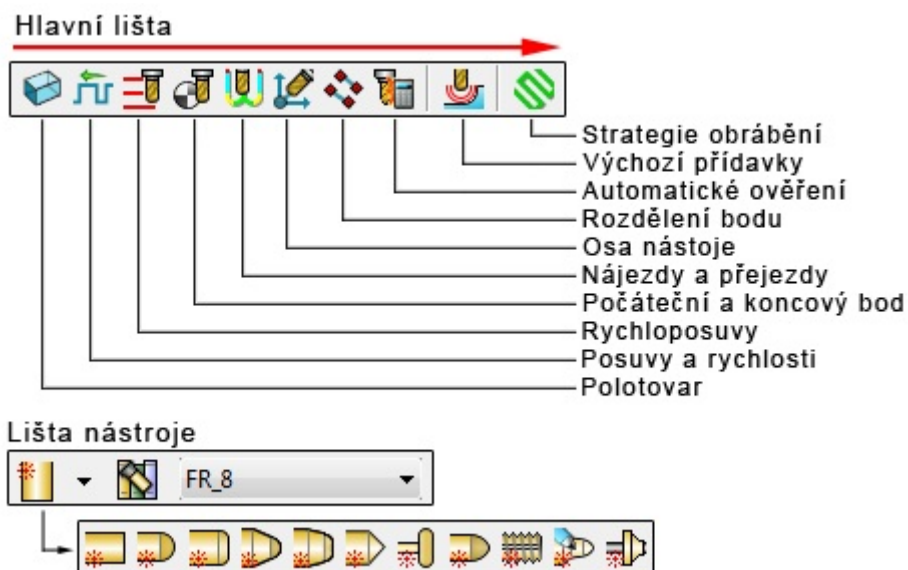 Hlavní lišta
Strategie obrábění
Výchozí přídavky
Automatické ověření
Rozdělení bodu
Osa nástoje
Nájezdy a přejezdy
Počáteční a koncový bod
Rychloposuvy
Posuvy a rychlosti
Polotovar
Lišta nástroje
FR_8